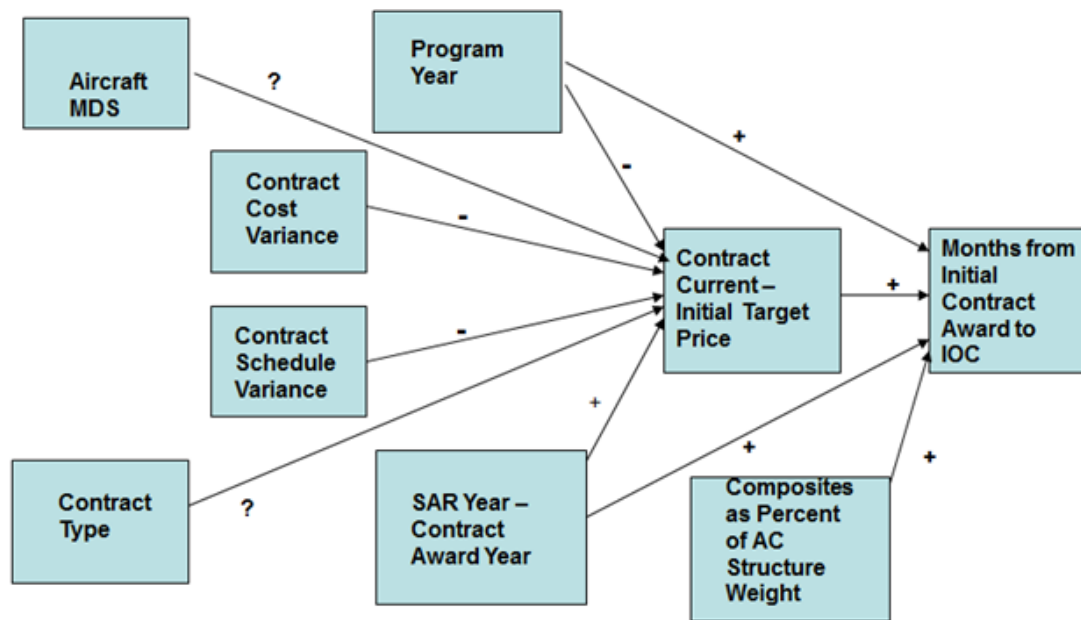 Aircraft
MDS
?
Program
Year
+
-
Contract
Cost
Variance
-
Contract
Current –
Initial Target
Price
+
Months from
Initial
Contract
Award to
IOC
Contract
Schedule
Variance
-
+
+
+
Contract
Type
?
SAR Year –
Contract
Award Year
Composites
as Percent
of AC
Structure
Weight